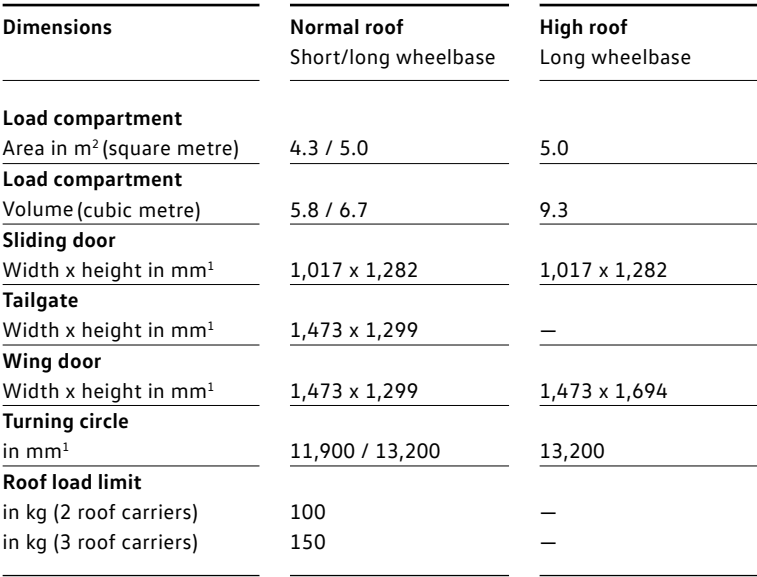 Dimensions Normal roof High roof
Short/long wheelbase Long wheelbase
Load compartment
Area in m² (square metre) 4.3 / 5.0 5.0
Load compartment
Volume (cubic metre) 5.8 / 6.7 9.3
Sliding door
Width x height in mm¹ 1,017 x 1,282 1,017 x 1,282
Tailgate
Width x height in mm¹ 1,473 x 1,299 —
Wing door
Width x height in mm¹ 1,473 x 1,299 1,473 x 1,694
Turning circle
in mm¹ 11,900 / 13,200 13,200
Roof load limit
in kg (2 roof carriers) 100 —
in kg (3 roof carriers) 150 —